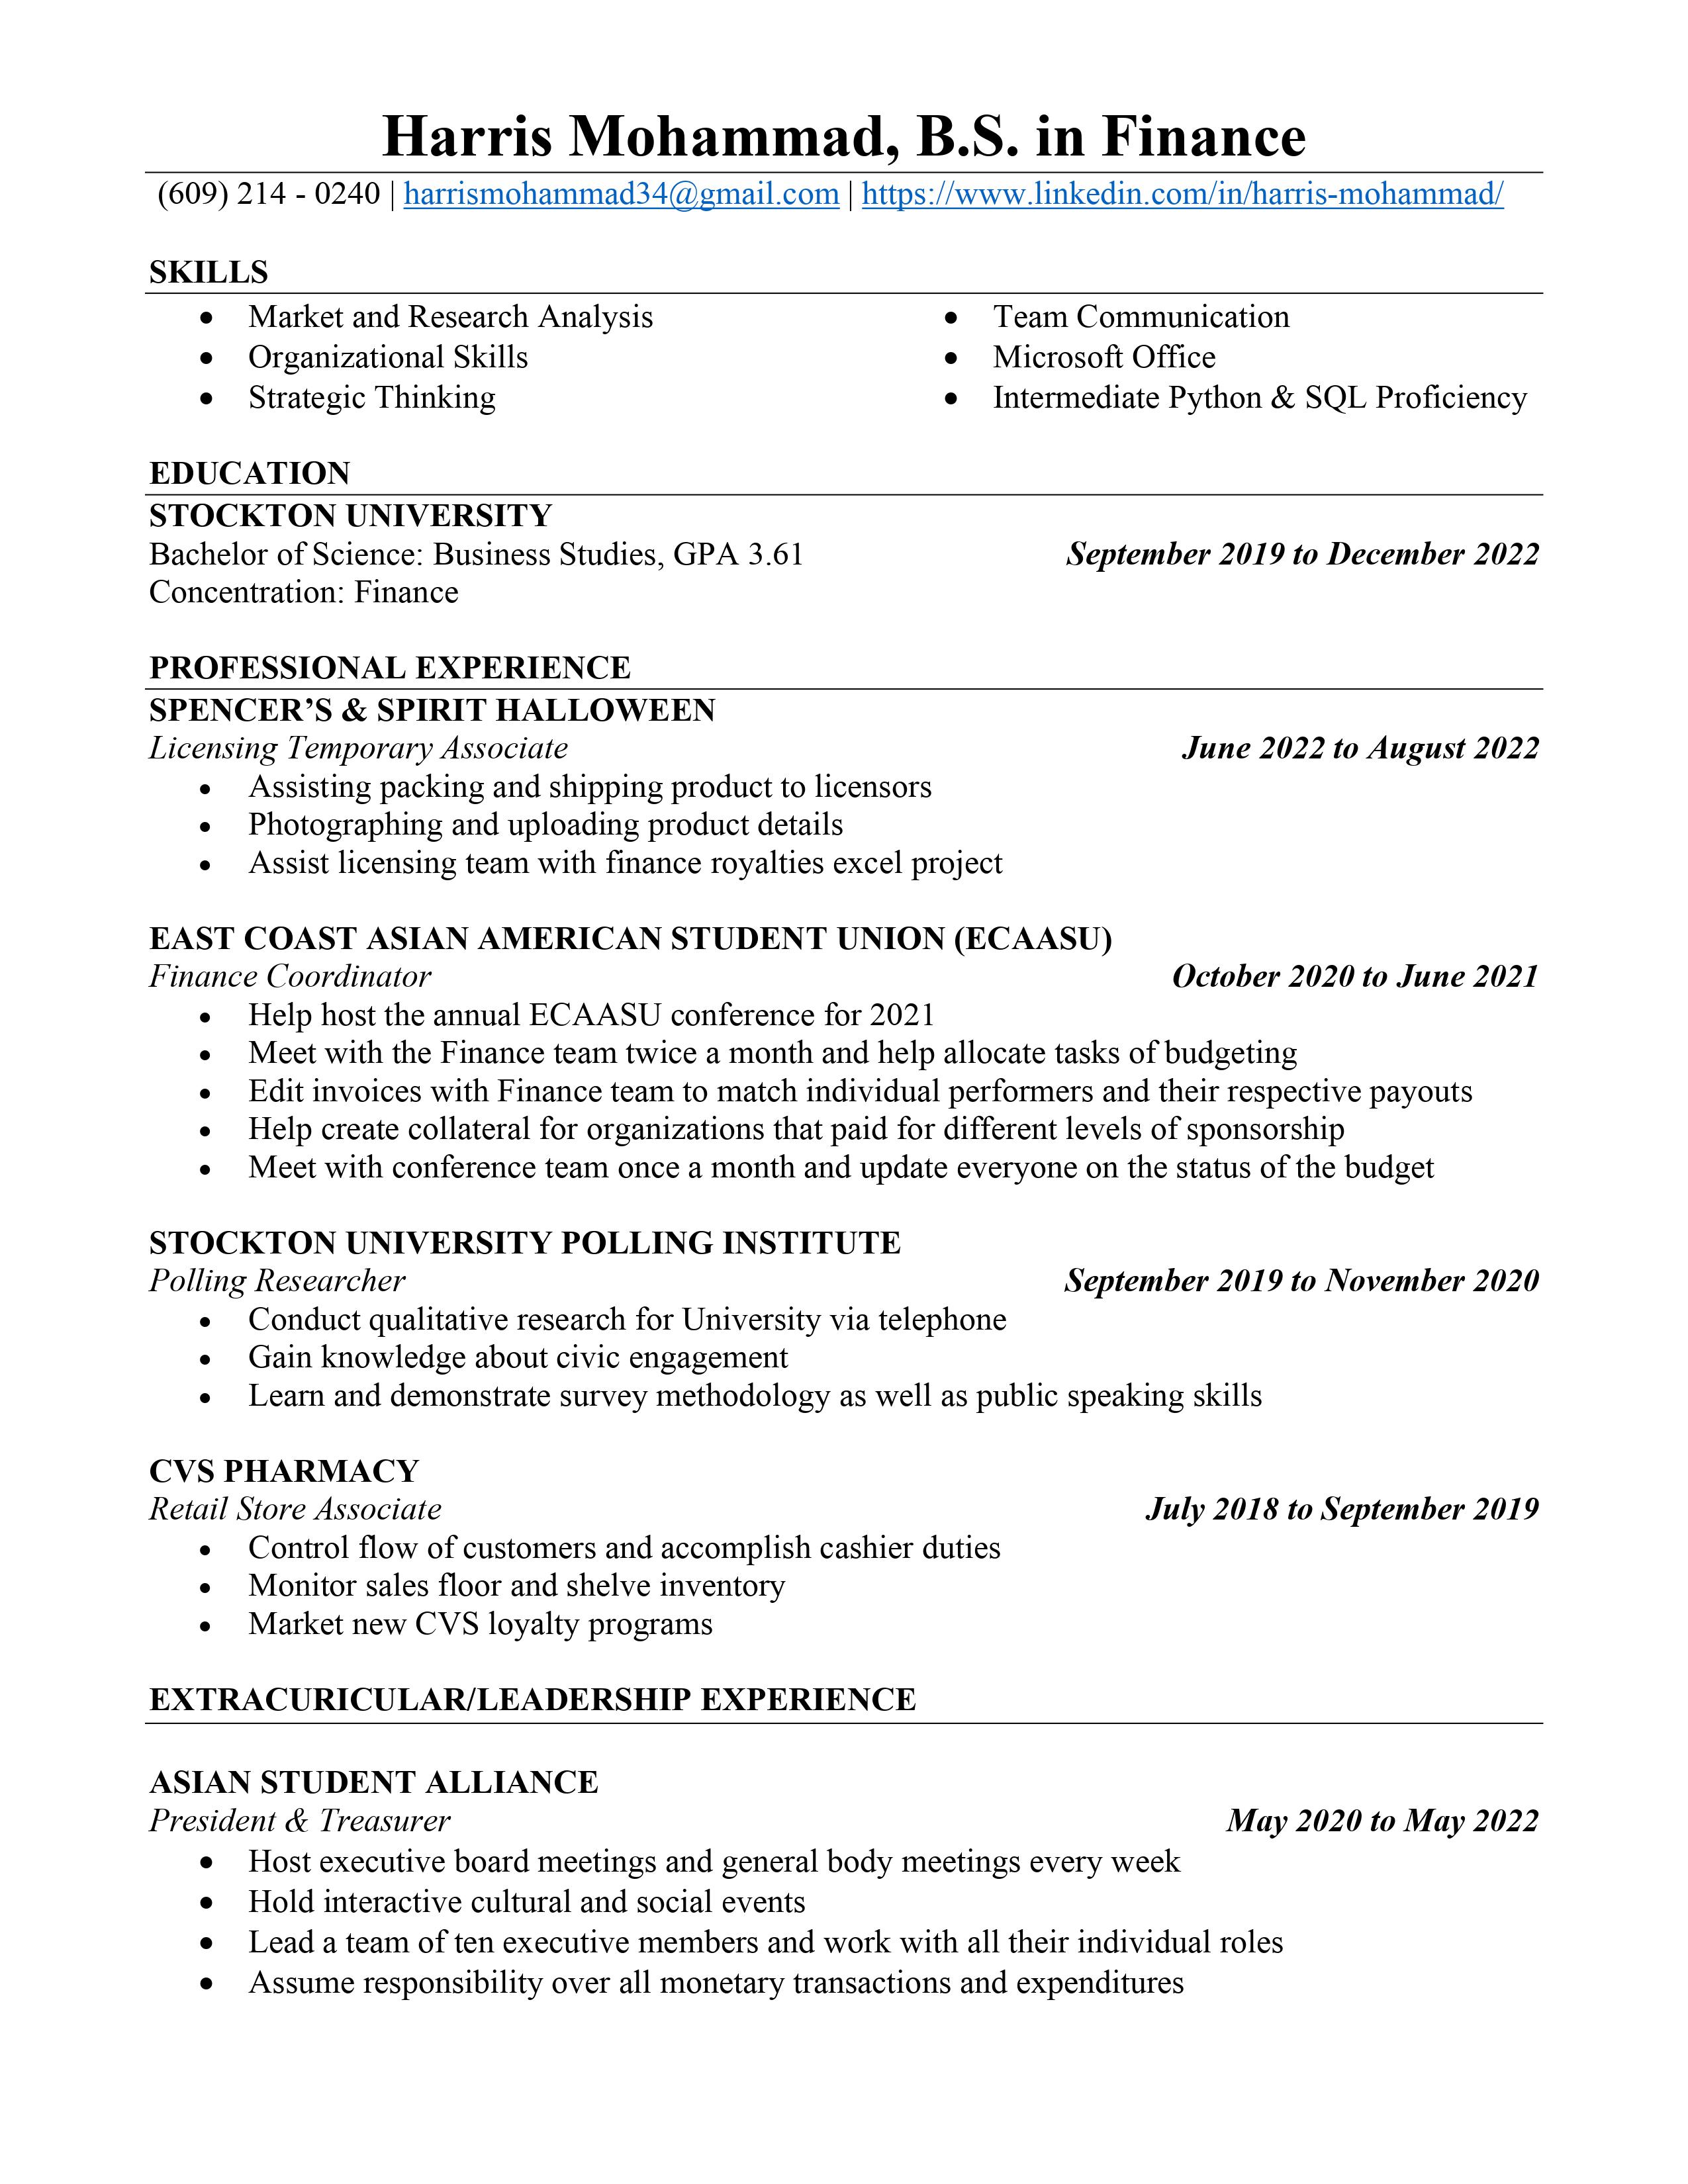 Harris Mohammad, B.S. in Finance
(609) 214 - 0240 | harrismohammad34@gmail.com | https://www.linkedin.com/in/harris-mohammad/
SKILLS
• Market and Research Analysis
• Organizational Skills
• Strategic Thinking
• Team Communication
• Microsoft Office
• Intermediate Python & SQL Proficiency
EDUCATION
STOCKTON UNIVERSITY
Bachelor of Science: Business Studies, GPA 3.61 September 2019 to December 2022
Concentration: Finance
PROFESSIONAL EXPERIENCE
SPENCER’S & SPIRIT HALLOWEEN
Licensing Temporary Associate June 2022 to August 2022
• Assisting packing and shipping product to licensors
• Photographing and uploading product details
• Assist licensing team with finance royalties excel project
EAST COAST ASIAN AMERICAN STUDENT UNION (ECAASU)
Finance Coordinator October 2020 to June 2021
• Help host the annual ECAASU conference for 2021
• Meet with the Finance team twice a month and help allocate tasks of budgeting
• Edit invoices with Finance team to match individual performers and their respective payouts
• Help create collateral for organizations that paid for different levels of sponsorship
• Meet with conference team once a month and update everyone on the status of the budget
STOCKTON UNIVERSITY POLLING INSTITUTE
Polling Researcher September 2019 to November 2020
• Conduct qualitative research for University via telephone
• Gain knowledge about civic engagement
• Learn and demonstrate survey methodology as well as public speaking skills
CVS PHARMACY
Retail Store Associate July 2018 to September 2019
• Control flow of customers and accomplish cashier duties
• Monitor sales floor and shelve inventory
• Market new CVS loyalty programs
EXTRACURICULAR/LEADERSHIP EXPERIENCE
ASIAN STUDENT ALLIANCE
President & Treasurer May 2020 to May 2022
• Host executive board meetings and general body meetings every week
• Hold interactive cultural and social events
• Lead a team of ten executive members and work with all their individual roles
• Assume responsibility over all monetary transactions and expenditures